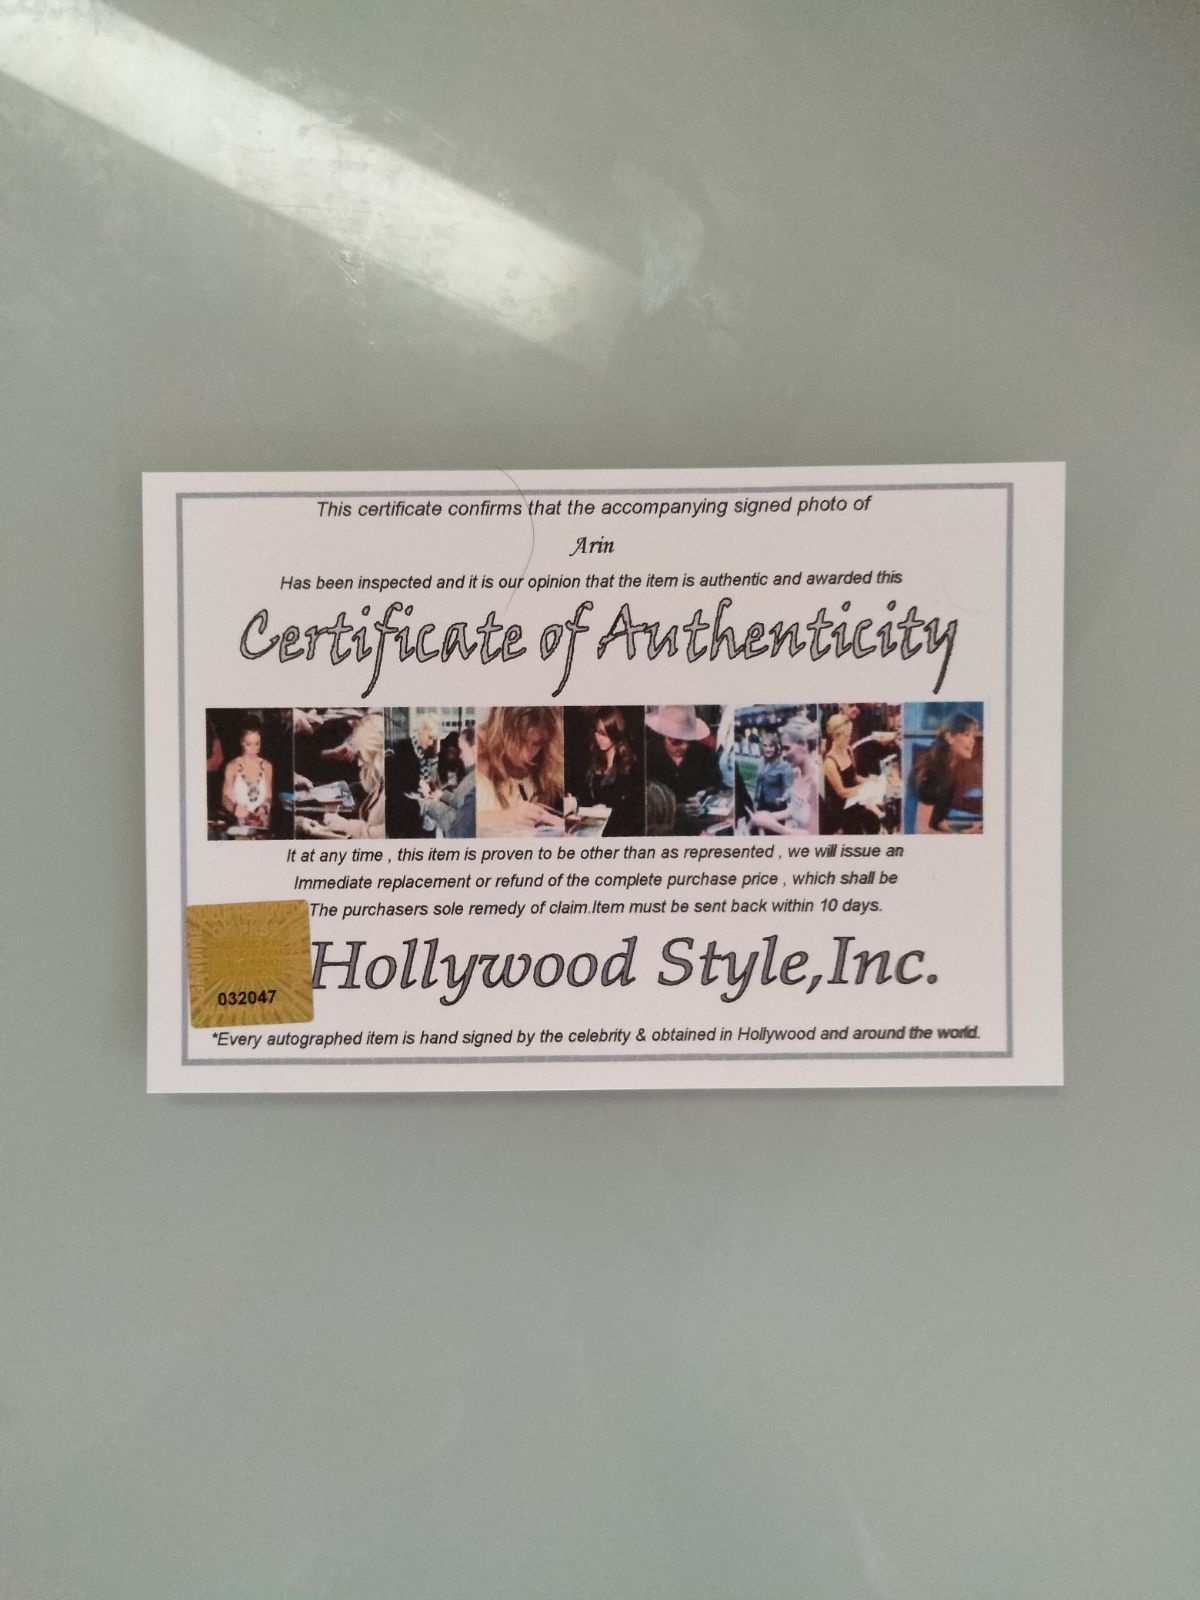 This certificate confirms that the accompanying signed photo of
Arin
Has been inspected and it is our opinion that the item is authentic and awarded this
Certificate of Authenticity
It at any time , this item is proven to be other than as represented , we will issue an
Immediate replacement or refund of the complete purchase price , which shall be
The purchasers sole remedy of claim.Item must be sent back within 10 days.
Hollywood Style,Inc.
032047
*Every autographed item is hand signed by the celebrity & obtained in Hollywood and around the world.